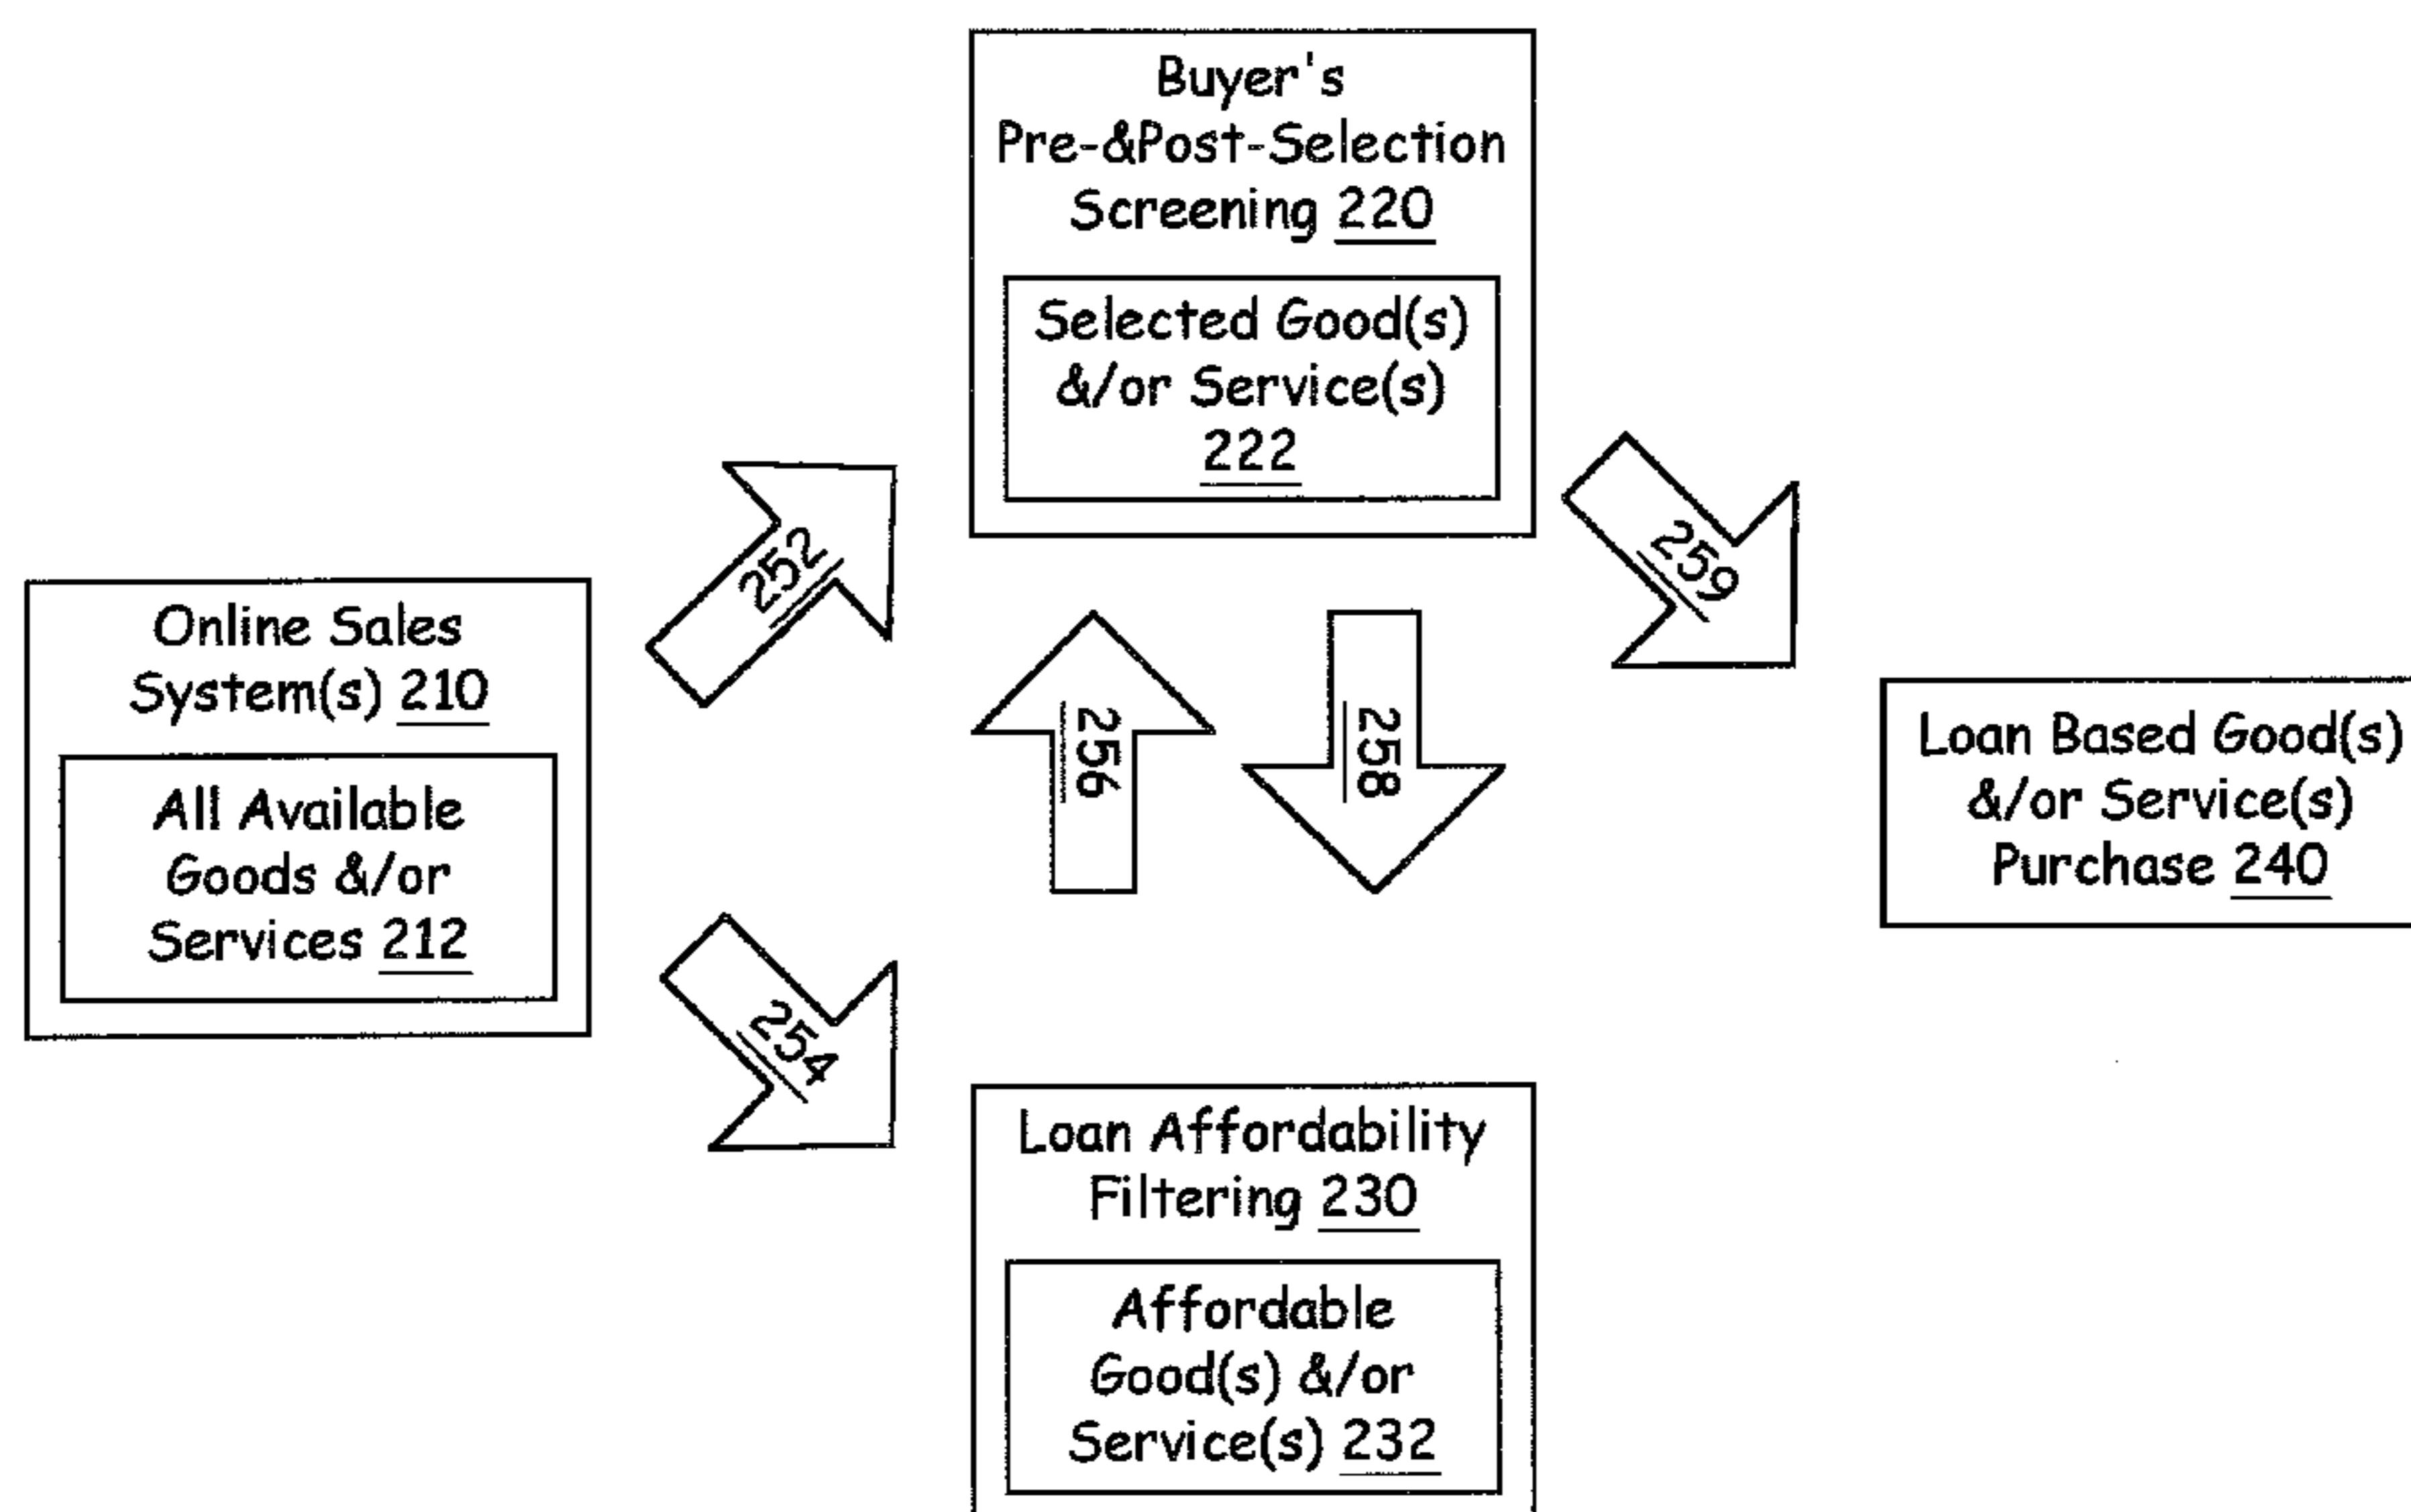 Buyer's
Pre-&Post-Selection
Screening 220
Selected Good(s)
&/or Service(s)
222
252
259
Online Sales
System(s) 210
All Available
Goods &/or
Services 212
256
258
Loan Based Good(s)
&/or Service(s)
Purchase 240
254
Loan Affordability
Filtering 230
Affordable
Good(s) &/or
Service(s) 232